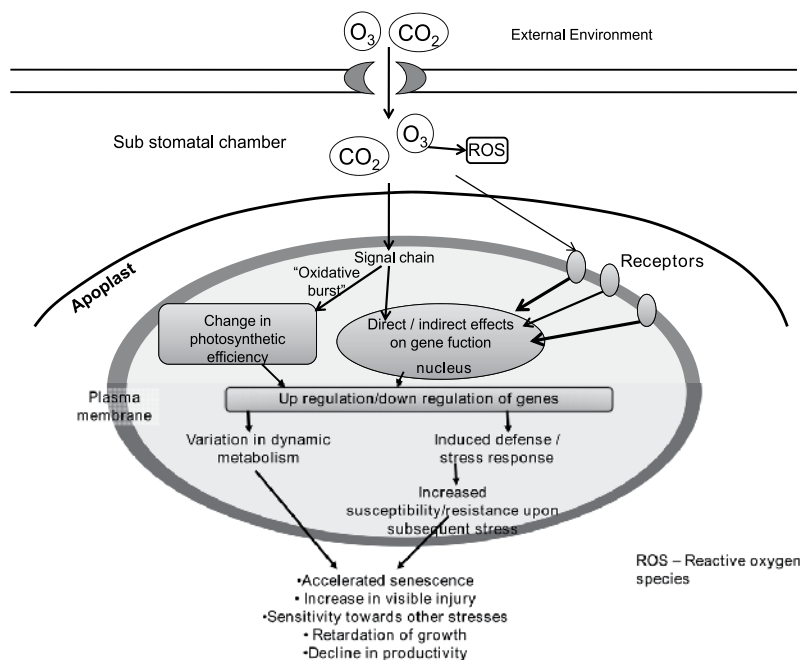 O3 CO2 External Environment
Sub stomatal chamber
O3
ROS
CO2
Apoplast
Signal chain
"Oxidative
burst"
Receptors
Change in
photosynthetic
efficiency
Direct / indirect effects
on gene fuction
nucleus
Plasma
membrane
Up regulation/down regulation of genes
Variation in dynamic
metabolism
Induced defense /
stress response
Increased
susceptibility/resistance upon
subsequent stress
ROS – Reactive oxygen
species
•Accelerated senescence
• Increase in visible injury
•Sensitivity towards other stresses
• Retardation of growth
• Decline in productivity